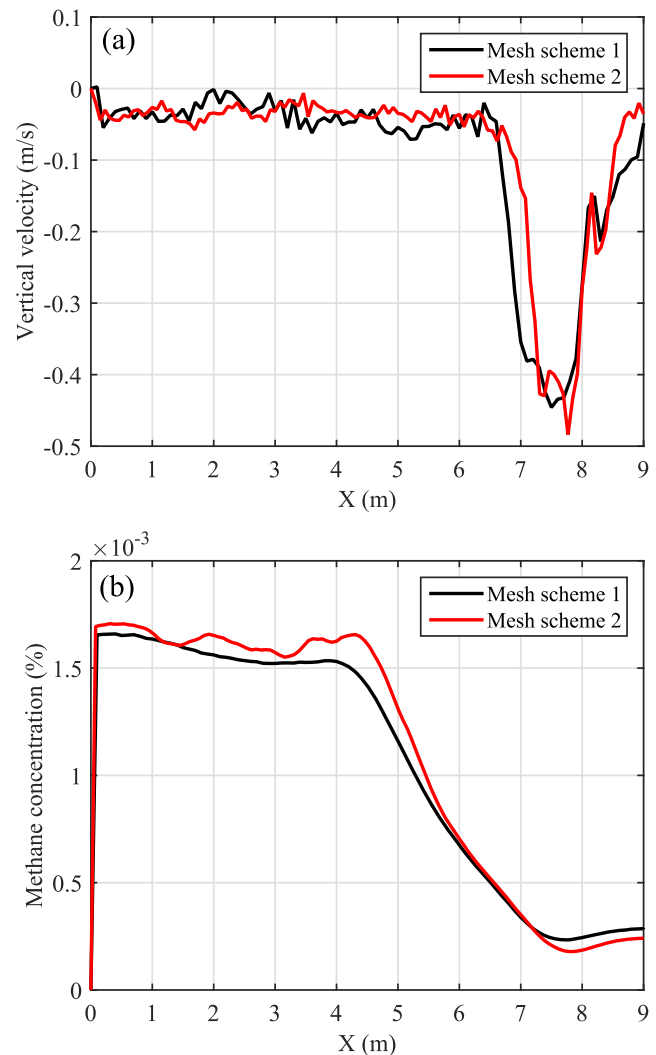 (a)
Mesh scheme 1
Mesh scheme 2
0.1
0
-0.1
-0.2
-0.3
-0.4
-0.5
Vertical velocity (m/s)
0 1 2 3 4 5 6 7 8 9
X (m)
×10⁻³
(b)
Mesh scheme 1
Mesh scheme 2
2
1.5
1
0.5
0
Methane concentration (%)
0 1 2 3 4 5 6 7 8 9
X (m)